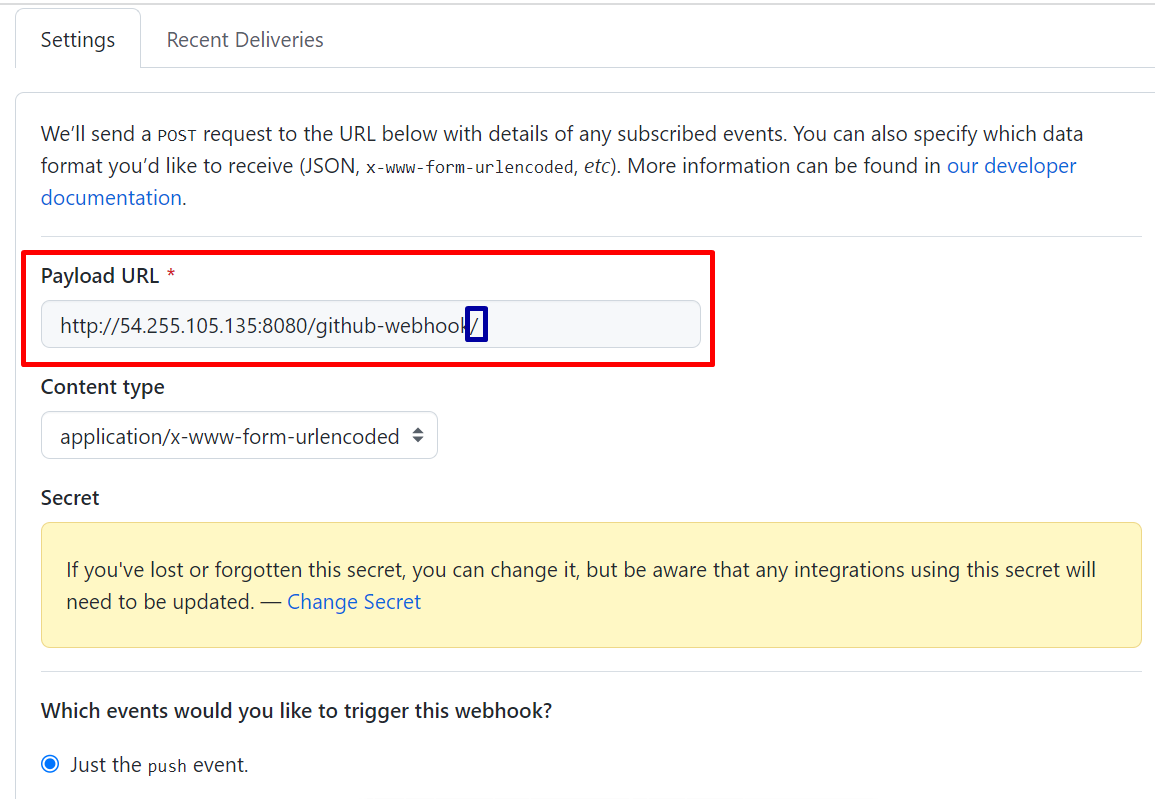 Settings
Recent Deliveries
We’ll send a POST request to the URL below with details of any subscribed events. You can also specify which data
format you’d like to receive (JSON, x-www-form-urlencoded, etc). More information can be found in our developer
documentation.
Payload URL *
http://54.255.105.135:8080/github-webhook/
Content type
application/x-www-form-urlencoded
Secret
If you've lost or forgotten this secret, you can change it, but be aware that any integrations using this secret will
need to be updated. — Change Secret
Which events would you like to trigger this webhook?
Just the push event.